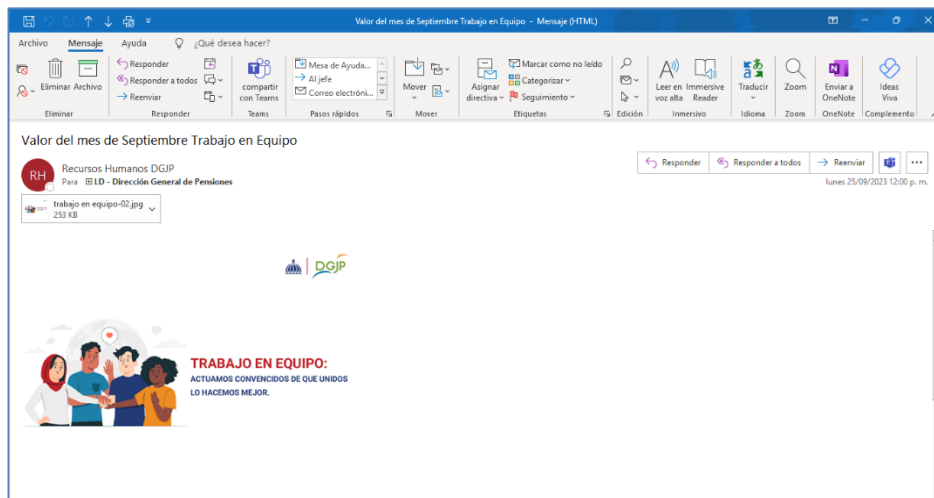 Valor del mes de Septiembre Trabajo en Equipo - Mensaje (HTML)
Archivo Mensaje Ayuda ¿Qué desea hacer?
Eliminar Archivo
Responder
Responder a todos
Reenviar
compartir
con Teams
Mesa de Ayuda...
Al jefe
Correo electróni...
Mover
Asignar
directiva
Marcar como no leído
Categorizar
Seguimiento
Edición
Leer en
voz alta
Immersive
Reader
Traducir
Zoom
Enviar a
OneNote
Ideas
Viva
Eliminar Responder Teams Pasos rápidos Mover Etiquetas Inmersivo Idioma Zoom OneNote Complemento
Valor del mes de Septiembre Trabajo en Equipo
RH
Recursos Humanos DGJP
Para LD - Dirección General de Pensiones
Responder Responder a todos Reenviar
lunes 25/09/2023 12:00 p. m.
trabajo en equipo-02.jpg
253 KB
DGJP
TRABAJO EN EQUIPO:
ACTUAMOS CONVENCIDOS DE QUE UNIDOS
LO HACEMOS MEJOR.